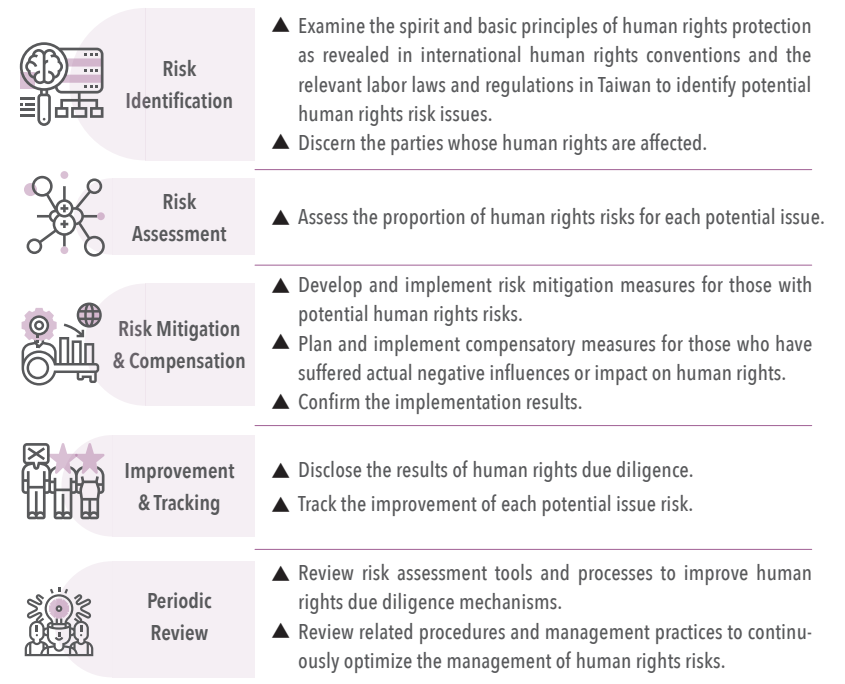 Risk
Identification
▲ Examine the spirit and basic principles of human rights protection
as revealed in international human rights conventions and the
relevant labor laws and regulations in Taiwan to identify potential
human rights risk issues.
▲ Discern the parties whose human rights are affected.
Risk
Assessment
▲ Assess the proportion of human rights risks for each potential issue.
Risk Mitigation
& Compensation
▲ Develop and implement risk mitigation measures for those with
potential human rights risks.
▲ Plan and implement compensatory measures for those who have
suffered actual negative influences or impact on human rights.
▲ Confirm the implementation results.
Improvement
& Tracking
▲ Disclose the results of human rights due diligence.
▲ Track the improvement of each potential issue risk.
Periodic
Review
▲ Review risk assessment tools and processes to improve human
rights due diligence mechanisms.
▲ Review related procedures and management practices to continu-
ously optimize the management of human rights risks.